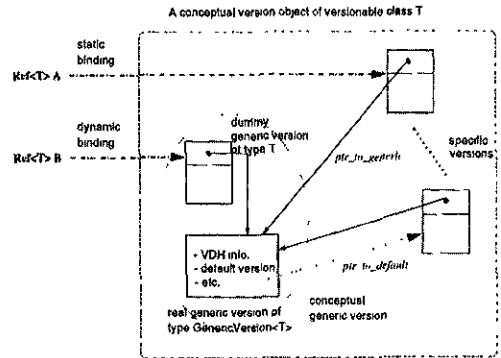 A conceptual version object of versionable class T
static
binding
Ref<T> A
dynamic
binding
Ref<T> B
dummy
generic version
of type T
ptr_to_generic
specific
versions
• VDH info.
- default version
- etc.
ptr_to_default
real generic version of
type GenericVersion<T>
conceptual
generic version